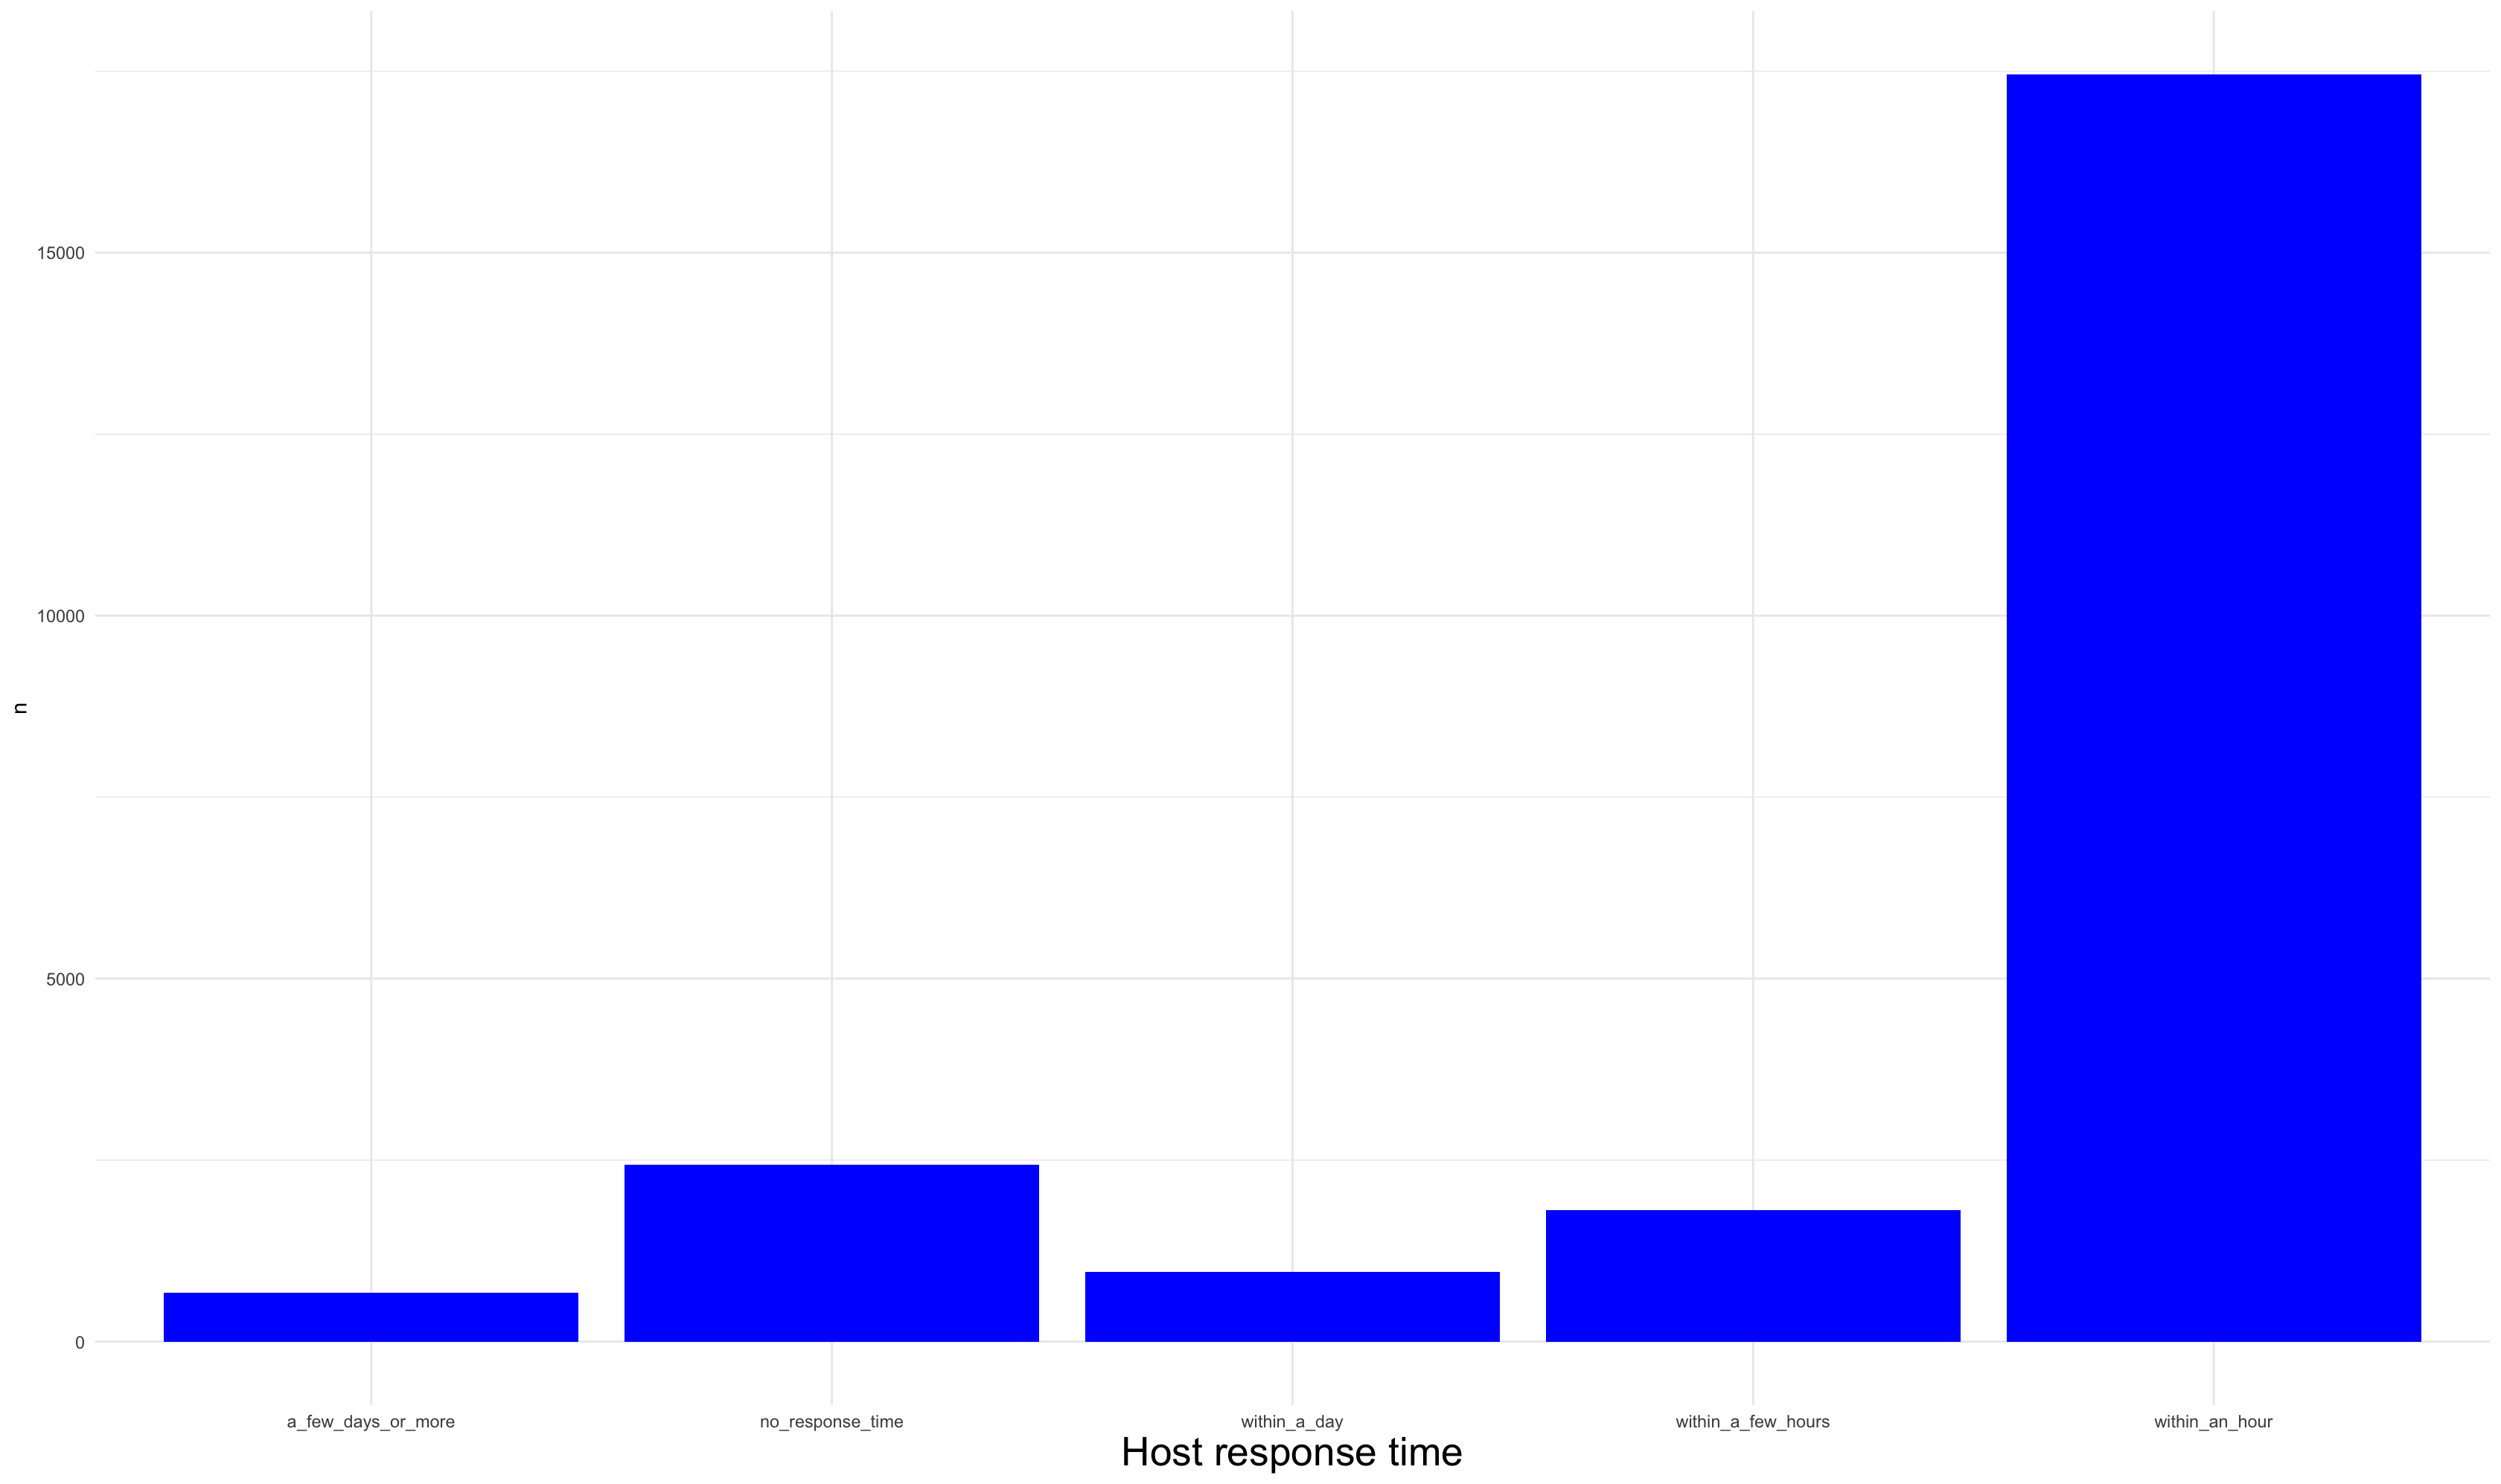 15000
10000
n
5000
0
a_few_days_or_more no_response_time within_a_day within_a_few_hours within_an_hour
Host response time